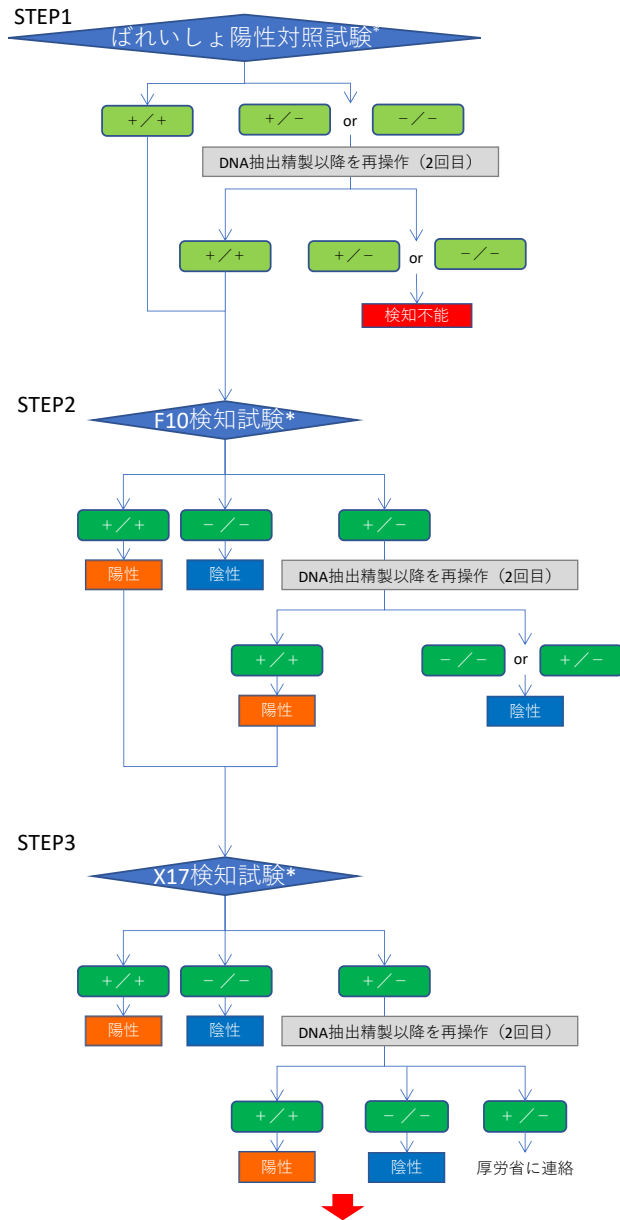 STEP1
ばれいしょ陽性対照試験*
+/+
+/- or -/-
DNA抽出精製以降を再操作（2回目）
+/+
+/- or -/-
検知不能
STEP2
F10検知試験*
+/+
-/-
+/-
陽性
陰性
DNA抽出精製以降を再操作（2回目）
+/+
-/- or +/-
陽性
陰性
STEP3
X17検知試験*
+/+
-/-
+/-
陽性
陰性
DNA抽出精製以降を再操作（2回目）
+/+
-/-
+/-
陽性
陰性
厚労省に連絡